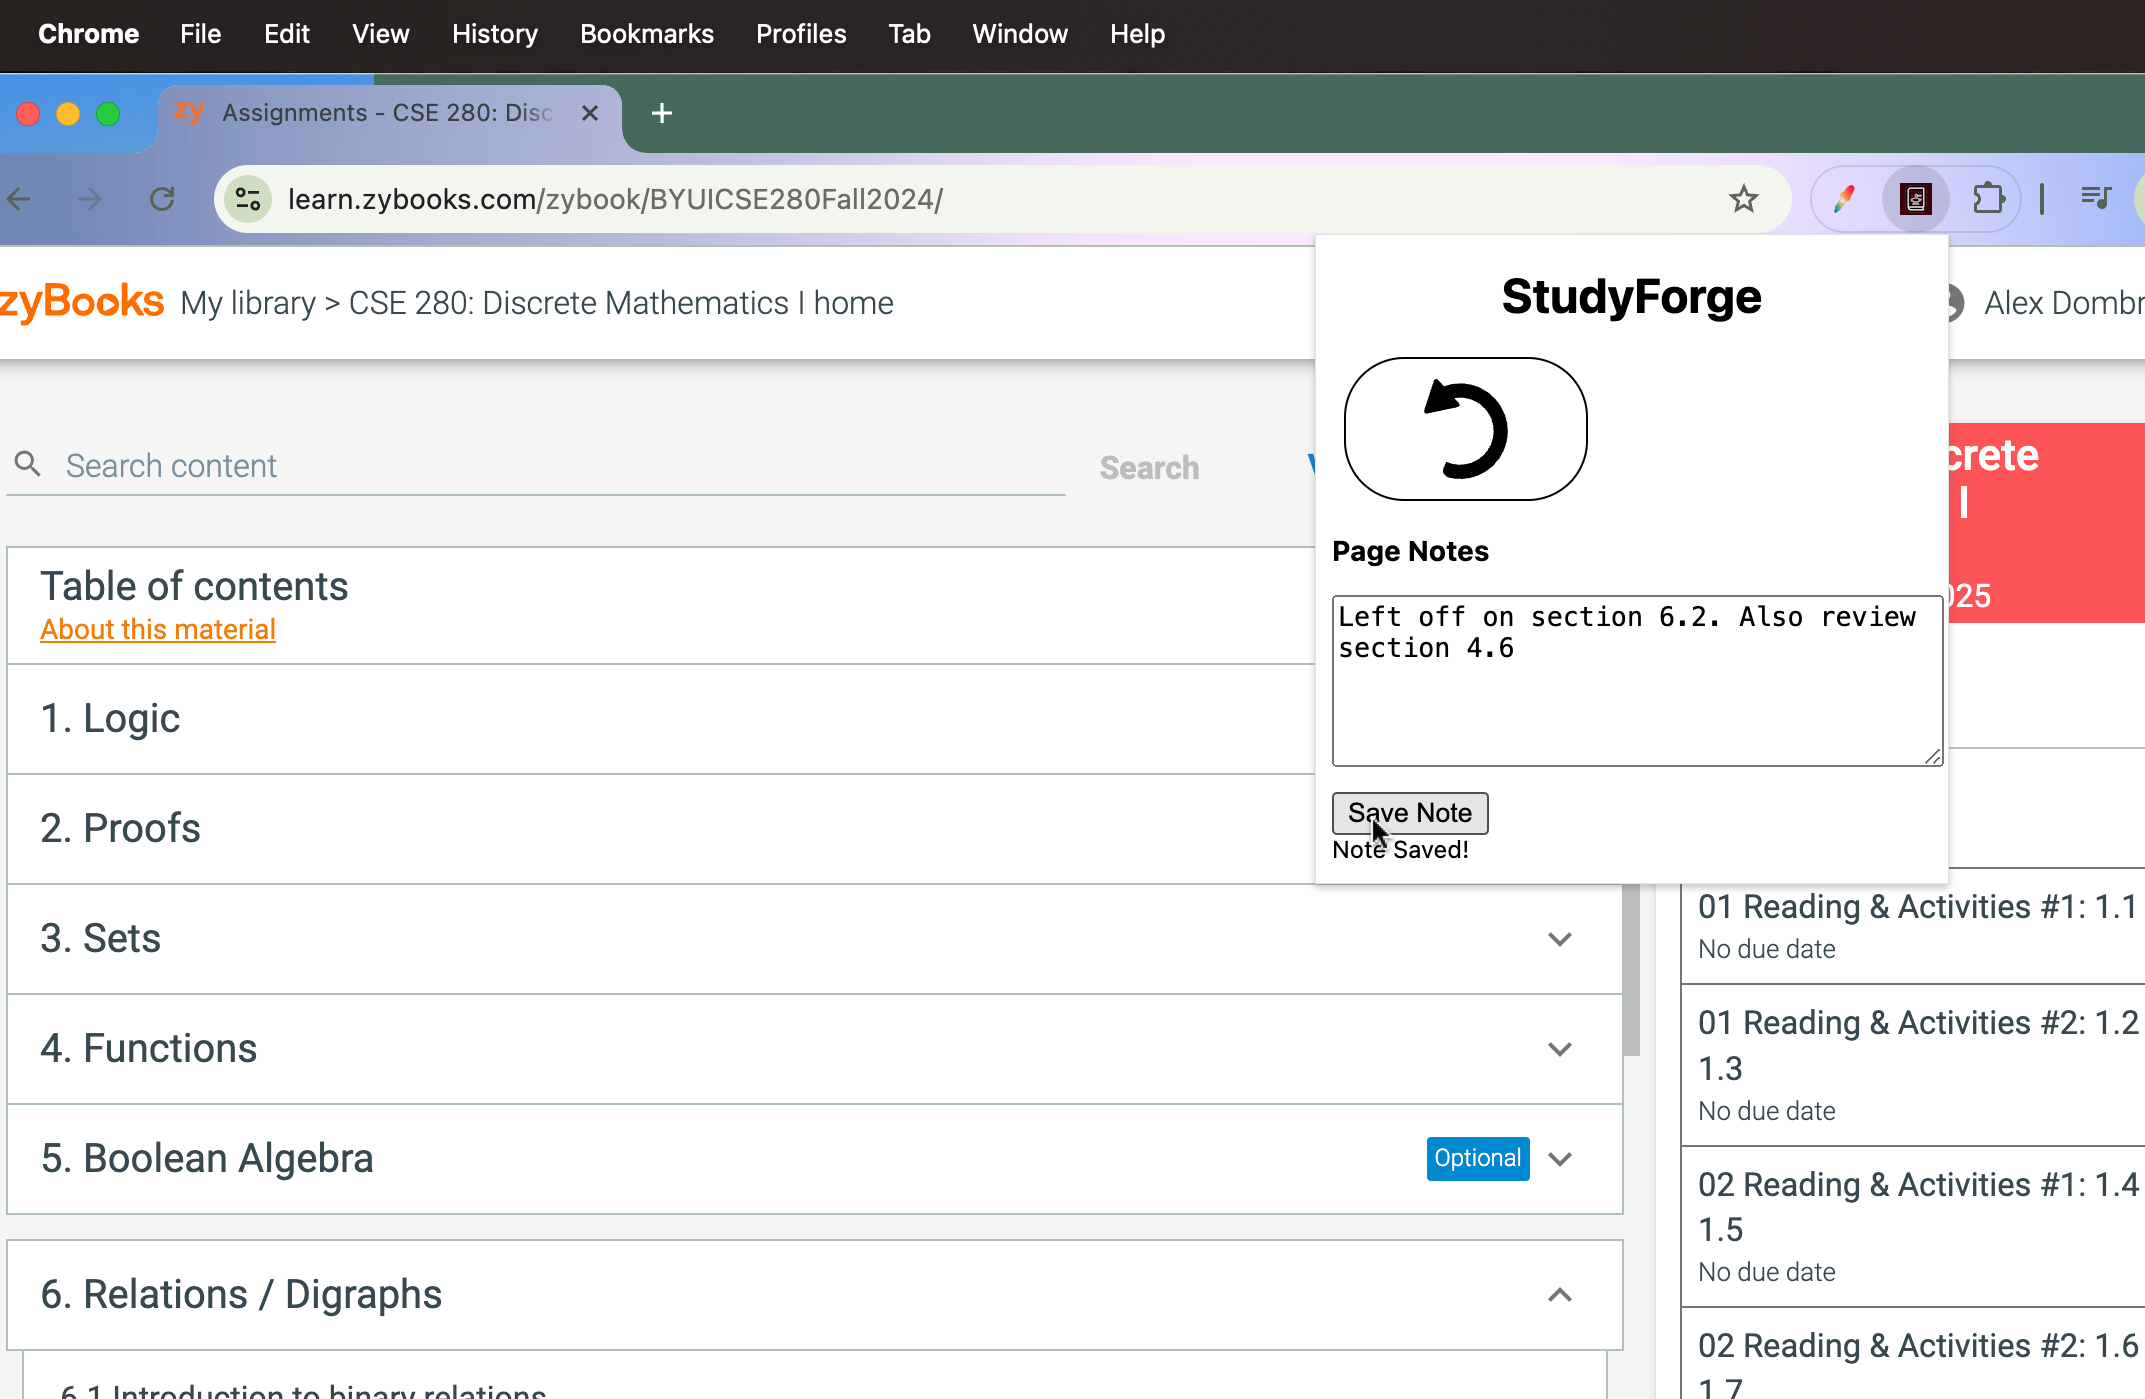 Chrome File Edit View History Bookmarks Profiles Tab Window Help
zy Assignments - CSE 280: Disc
learn.zybooks.com/zybook/BYUICSE280Fall2024/
zyBooks My library > CSE 280: Discrete Mathematics I home
Alex Dombr
StudyForge
Page Notes
Left off on section 6.2. Also review
section 4.6
Save Note
Note Saved!
Search content
Search
crete
I
025
Table of contents
About this material
1. Logic
2. Proofs
3. Sets
4. Functions
5. Boolean Algebra
Optional
6. Relations / Digraphs
6.1 Introduction to binary relations
01 Reading & Activities #1: 1.1
No due date
01 Reading & Activities #2: 1.2
1.3
No due date
02 Reading & Activities #1: 1.4
1.5
No due date
02 Reading & Activities #2: 1.6
1.7